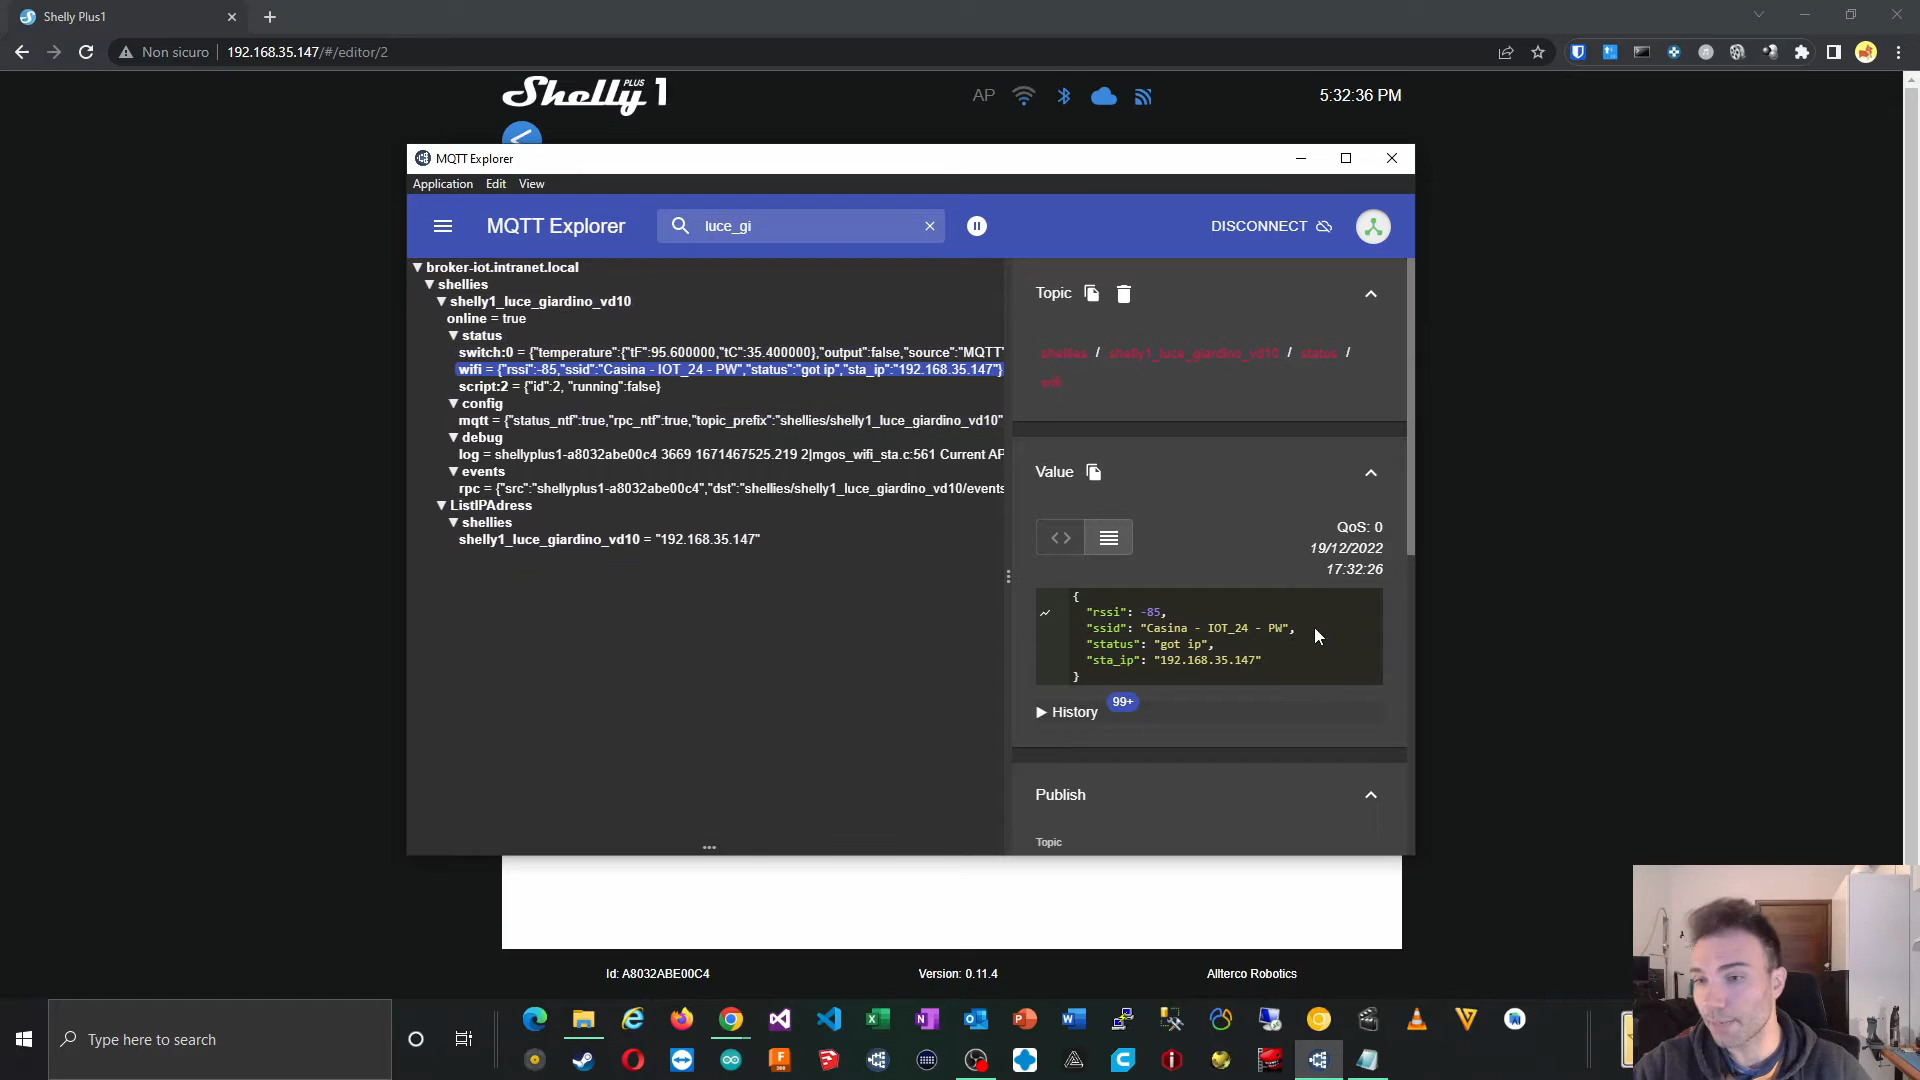 Shelly Plus1
Non sicuro
192.168.35.147/#/editor/2
Shelly PLUS 1
AP
5:32:36 PM
MQTT Explorer
Application Edit View
MQTT Explorer
luce_gi
DISCONNECT
broker-iot.intranet.local
shellies
shelly1_luce_giardino_vd10
online = true
status
switch:0 = {"temperature":{"tF":95.600000,"tC":35.400000},"output":false,"source":"MQTT"
wifi = {"rssi":-85,"ssid":"Casina - IOT_24 - PW","status":"got ip","sta_ip":"192.168.35.147"}
script:2 = {"id":2, "running":false}
config
mqtt = {"status_ntf":true,"rpc_ntf":true,"topic_prefix":"shellies/shelly1_luce_giardino_vd10"
debug
log = shellyplus1-a8032abe00c4 3669 1671467525.219 2|mgos_wifi_sta.c:561 Current AP
events
rpc = {"src":"shellyplus1-a8032abe00c4","dst":"shellies/shelly1_luce_giardino_vd10/events
ListIPAdress
shellies
shelly1_luce_giardino_vd10 = "192.168.35.147"
Topic
shellies / shelly1_luce_giardino_vd10 / status /
wifi
Value
QoS: 0
19/12/2022
17:32:26
{
"rssi": -85,
"ssid": "Casina - IOT_24 - PW",
"status": "got ip",
"sta_ip": "192.168.35.147"
}
History 99+
Publish
Topic
Id: A8032ABE00C4
Version: 0.11.4
Allterco Robotics
Type here to search